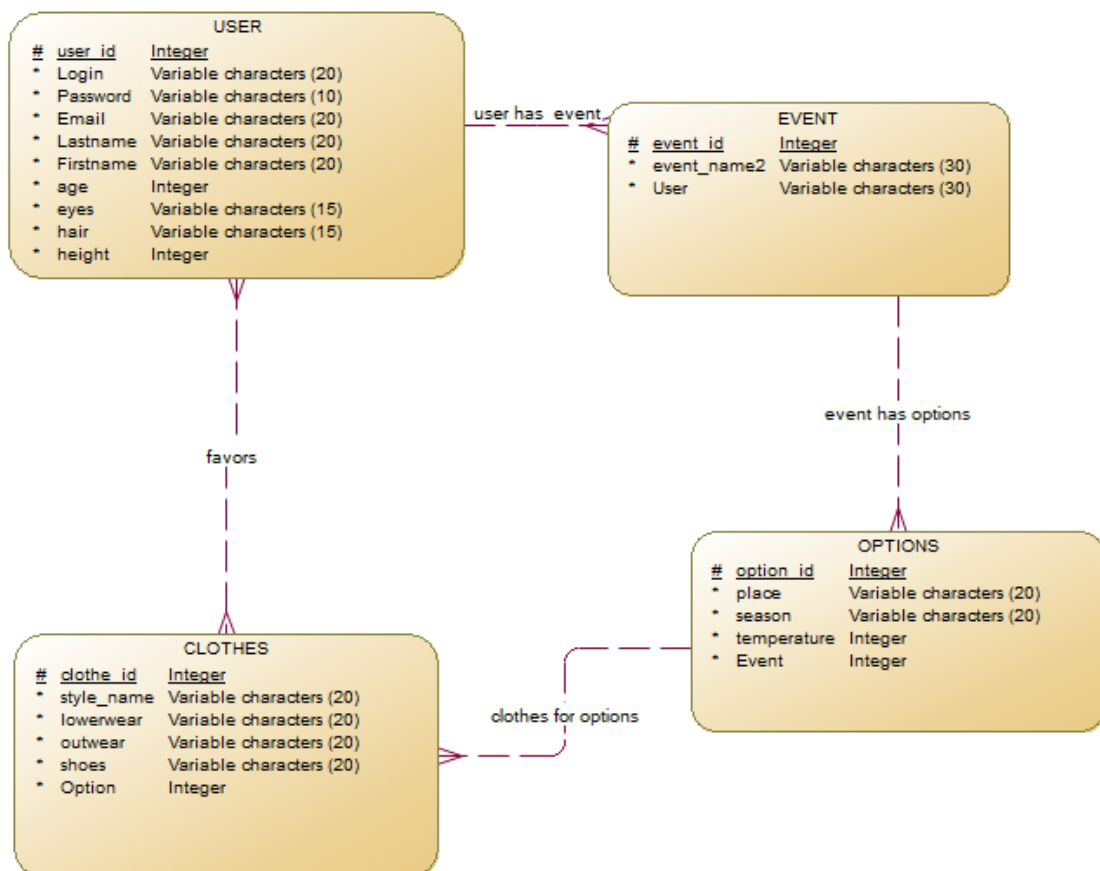 USER
# user_id Integer
* Login Variable characters (20)
* Password Variable characters (10)
* Email Variable characters (20)
* Lastname Variable characters (20)
* Firstname Variable characters (20)
* age Integer
* eyes Variable characters (15)
* hair Variable characters (15)
* height Integer
user has event
EVENT
# event_id Integer
* event_name2 Variable characters (30)
* User Variable characters (30)
event has options
favors
OPTIONS
# option_id Integer
* place Variable characters (20)
* season Variable characters (20)
* temperature Integer
* Event Integer
clothes for options
CLOTHES
# clothe_id Integer
* style_name Variable characters (20)
* lowerwear Variable characters (20)
* outwear Variable characters (20)
* shoes Variable characters (20)
* Option Integer